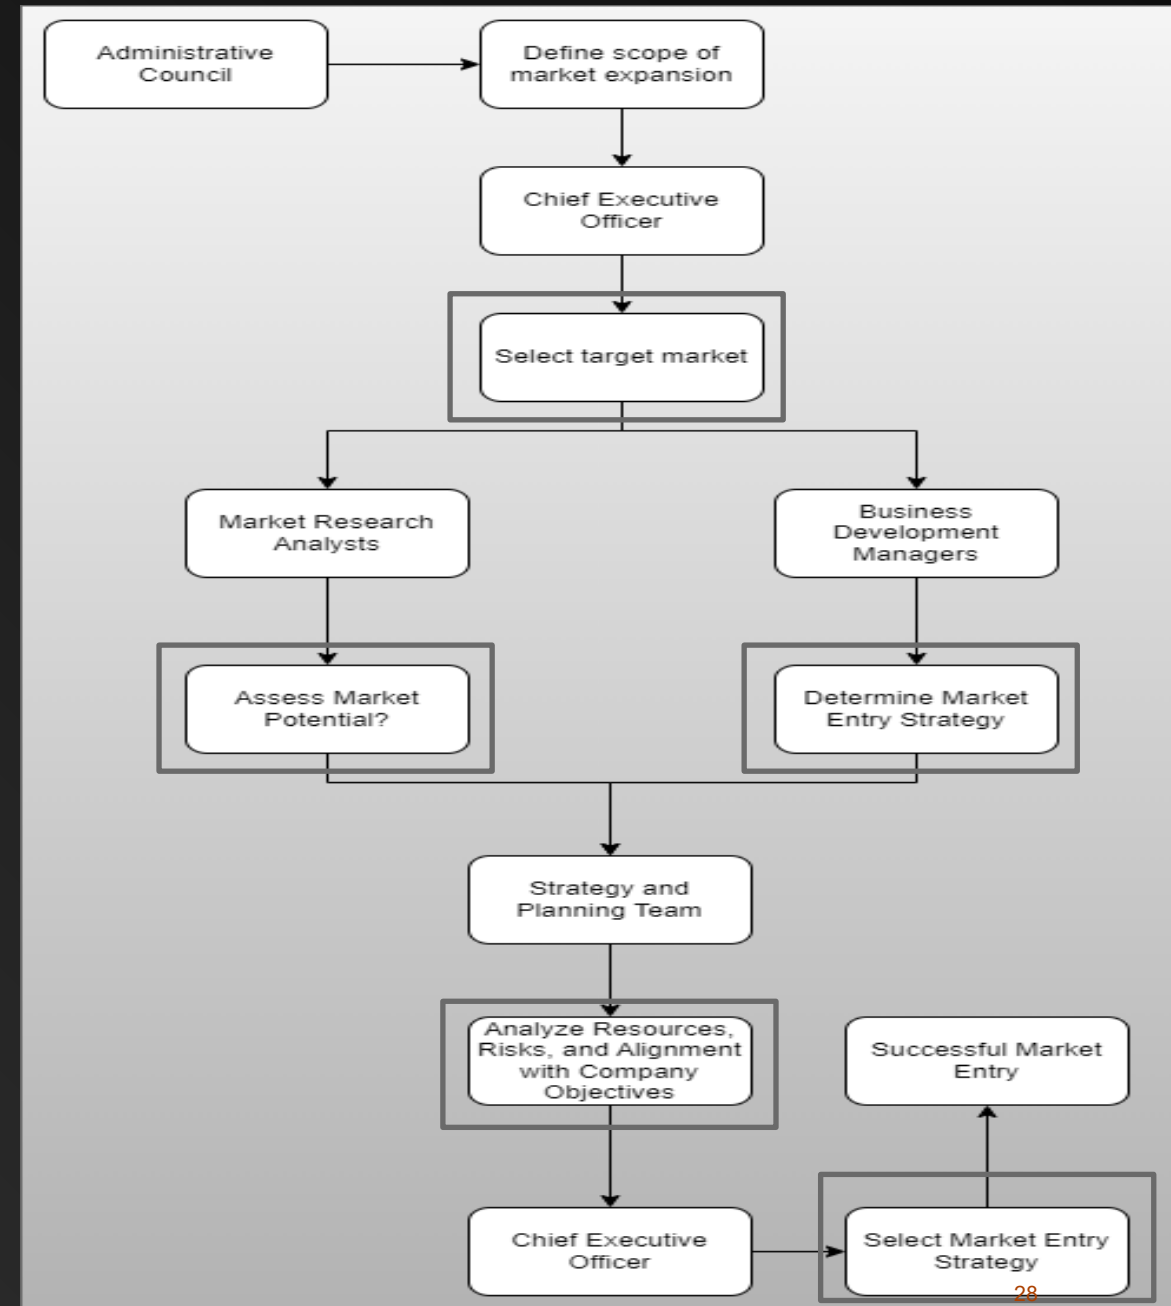 Administrative
Council
Define scope of
market expansion
Chief Executive
Officer
Select target market
Market Research
Analysts
Business
Development
Managers
Assess Market
Potential?
Determine Market
Entry Strategy
Strategy and
Planning Team
Analyze Resources,
Risks, and Alignment
with Company
Objectives
Successful Market
Entry
Chief Executive
Officer
Select Market Entry
Strategy
28